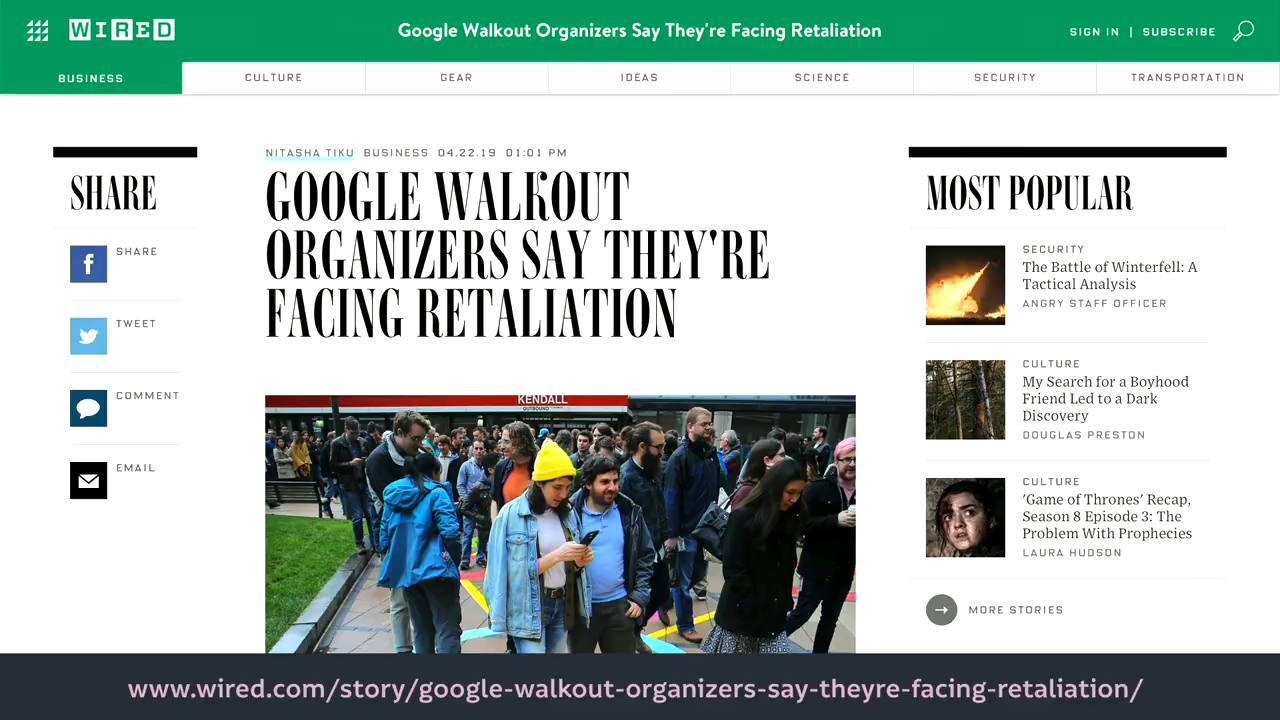 WIRED
Google Walkout Organizers Say They're Facing Retaliation
SIGN IN | SUBSCRIBE
BUSINESS
CULTURE
GEAR
IDEAS
SCIENCE
SECURITY
TRANSPORTATION
SHARE
SHARE
TWEET
COMMENT
EMAIL
NITASHA TIKU BUSINESS 04.22.19 01:01 PM
GOOGLE WALKOUT
ORGANIZERS SAY THEY'RE
FACING RETALIATION
KENDALL
OUTBOUND
MOST POPULAR
SECURITY
The Battle of Winterfell: A
Tactical Analysis
ANGRY STAFF OFFICER
CULTURE
My Search for a Boyhood
Friend Led to a Dark
Discovery
DOUGLAS PRESTON
CULTURE
'Game of Thrones' Recap,
Season 8 Episode 3: The
Problem With Prophecies
LAURA HUDSON
MORE STORIES
www.wired.com/story/google-walkout-organizers-say-theyre-facing-retaliation/